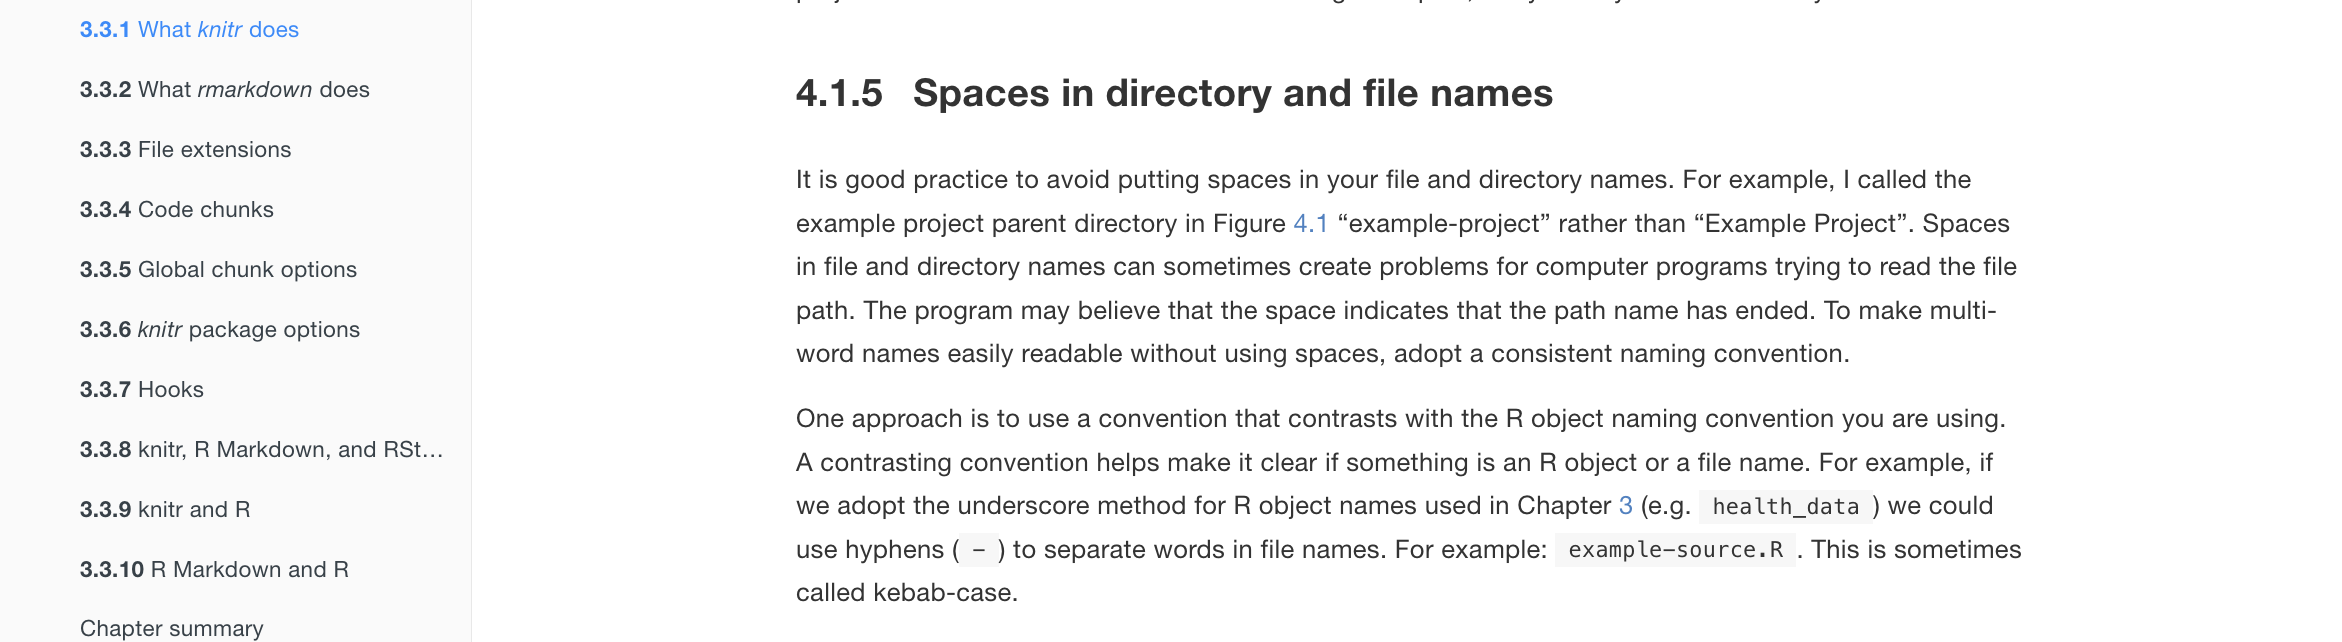 3.3.1 What knitr does
3.3.2 What rmarkdown does
3.3.3 File extensions
3.3.4 Code chunks
3.3.5 Global chunk options
3.3.6 knitr package options
3.3.7 Hooks
3.3.8 knitr, R Markdown, and RSt…
3.3.9 knitr and R
3.3.10 R Markdown and R
Chapter summary
4.1.5 Spaces in directory and file names
It is good practice to avoid putting spaces in your file and directory names. For example, I called the
example project parent directory in Figure 4.1 “example-project” rather than “Example Project”. Spaces
in file and directory names can sometimes create problems for computer programs trying to read the file
path. The program may believe that the space indicates that the path name has ended. To make multi-
word names easily readable without using spaces, adopt a consistent naming convention.
One approach is to use a convention that contrasts with the R object naming convention you are using.
A contrasting convention helps make it clear if something is an R object or a file name. For example, if
we adopt the underscore method for R object names used in Chapter 3 (e.g. health_data ) we could
use hyphens ( - ) to separate words in file names. For example: example-source.R . This is sometimes
called kebab-case.